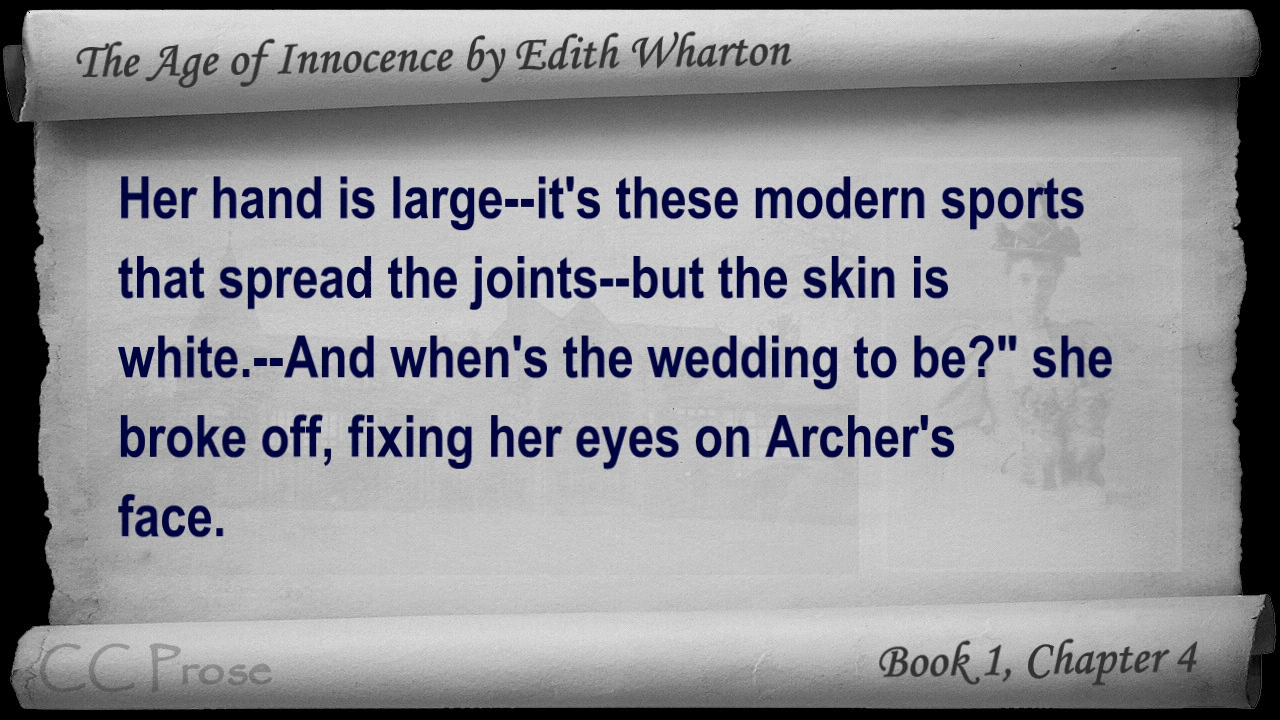 The Age of Innocence by Edith Wharton
Her hand is large--it's these modern sports
that spread the joints--but the skin is
white.--And when's the wedding to be?" she
broke off, fixing her eyes on Archer's
face.
CC Prose
Book 1, Chapter 4